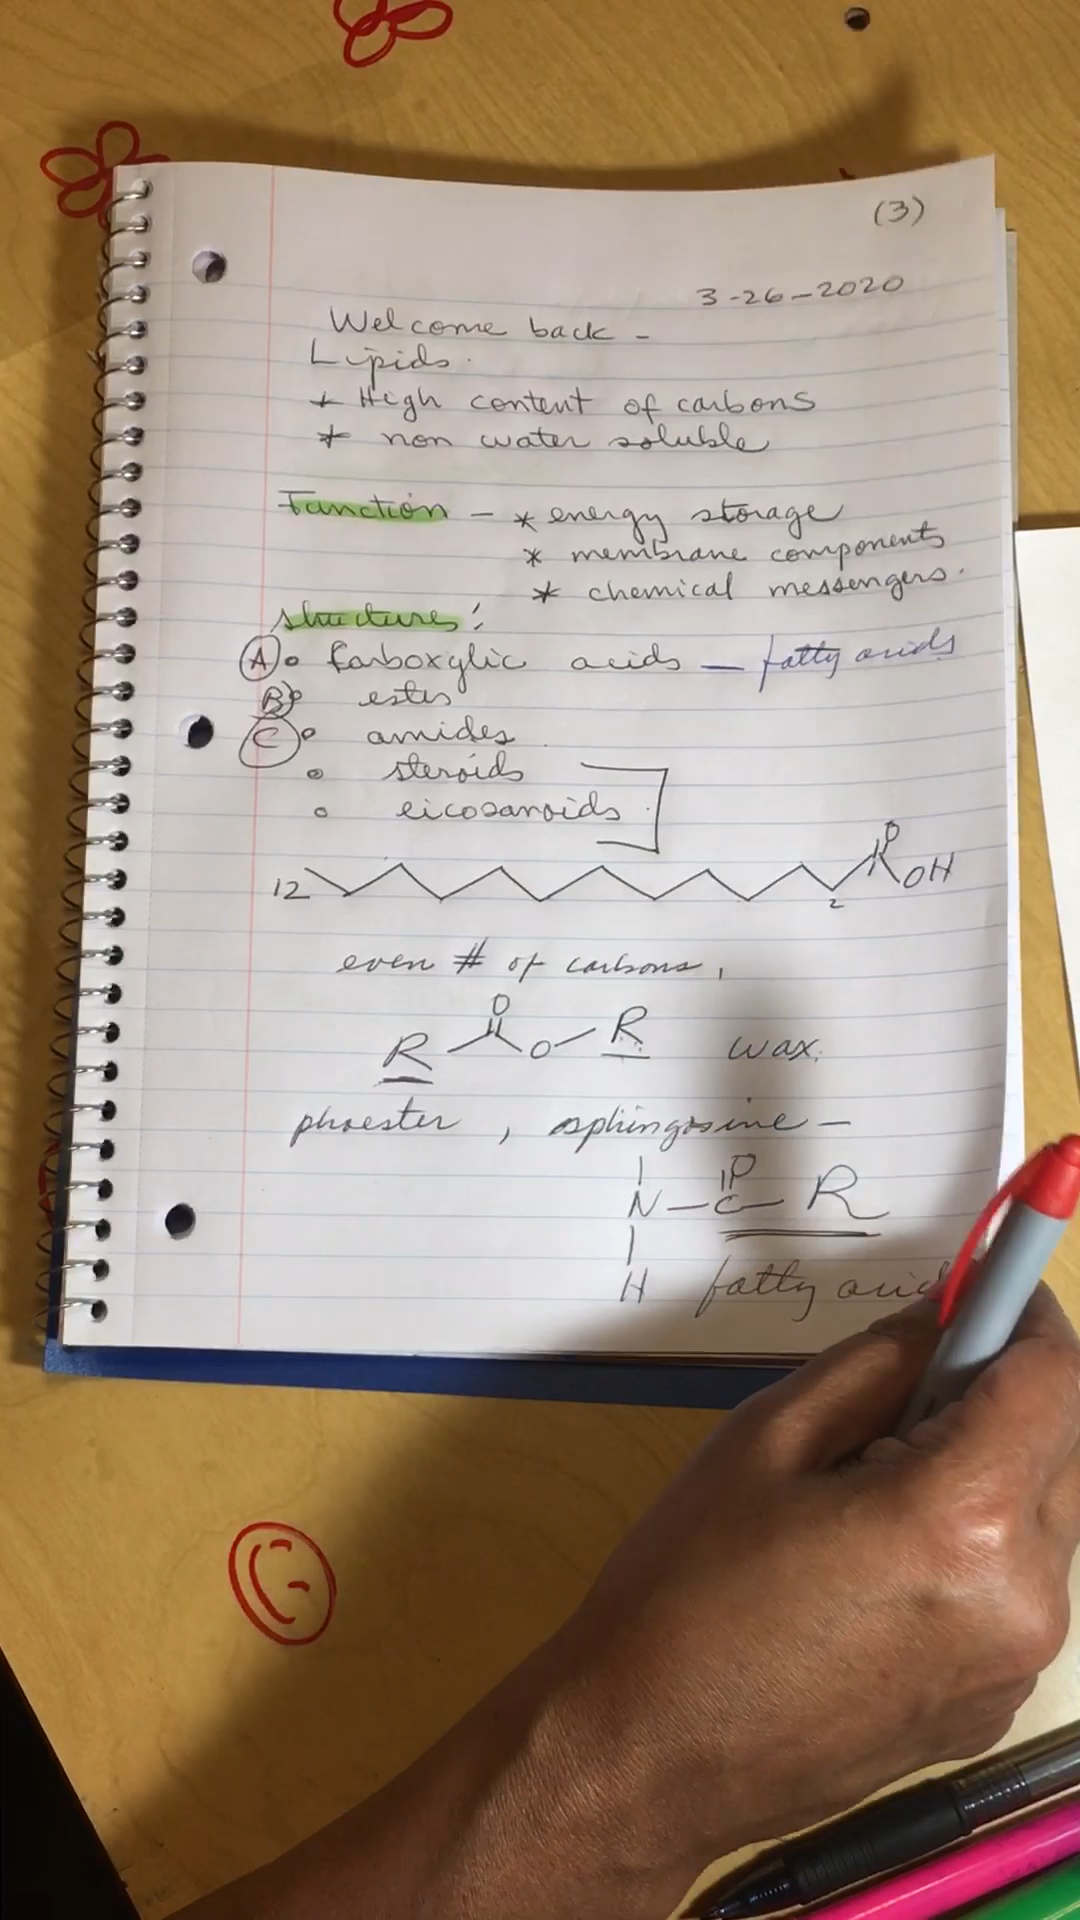 (3)
3-26-2020
Welcome back -
Lipids.
* High content of carbons
* non water soluble
Function - * energy storage
* membrane components
* chemical messengers.
structures:
A • Carboxylic acids — fatty acids
B • esters
C • amides
• steroids
• eicosanoids
12 2 O OH
even # of carbons,
O
R O R wax.
phoester, sphingosine -
O
N - C - R
H fatty acid